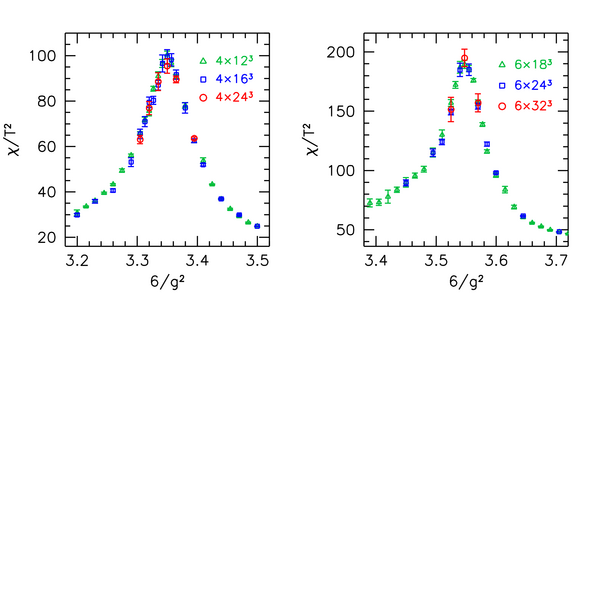 100
80
60
40
20
χ/T²
3.2 3.3 3.4 3.5
6/g²
4×12³
4×16³
4×24³
200
150
100
50
χ/T²
3.4 3.5 3.6 3.7
6/g²
6×18³
6×24³
6×32³